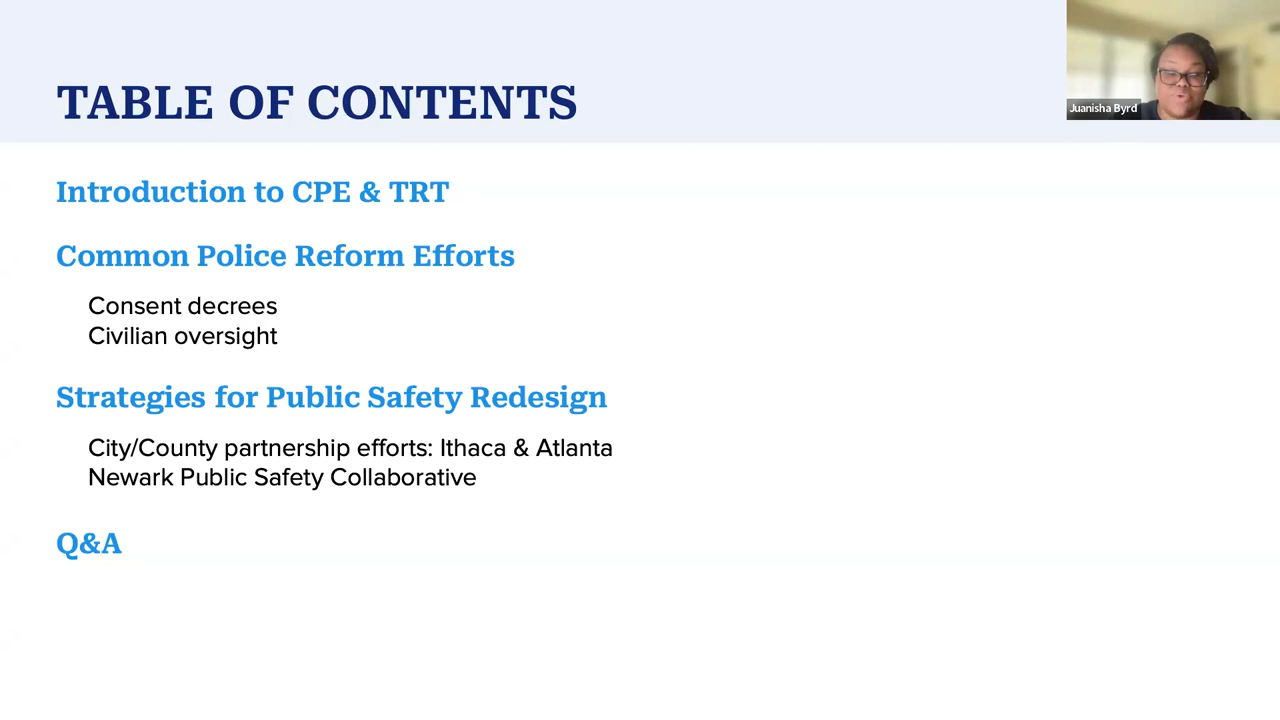 TABLE OF CONTENTS
Juanisha Byrd
Introduction to CPE & TRT
Common Police Reform Efforts
Consent decrees
Civilian oversight
Strategies for Public Safety Redesign
City/County partnership efforts: Ithaca & Atlanta
Newark Public Safety Collaborative
Q&A